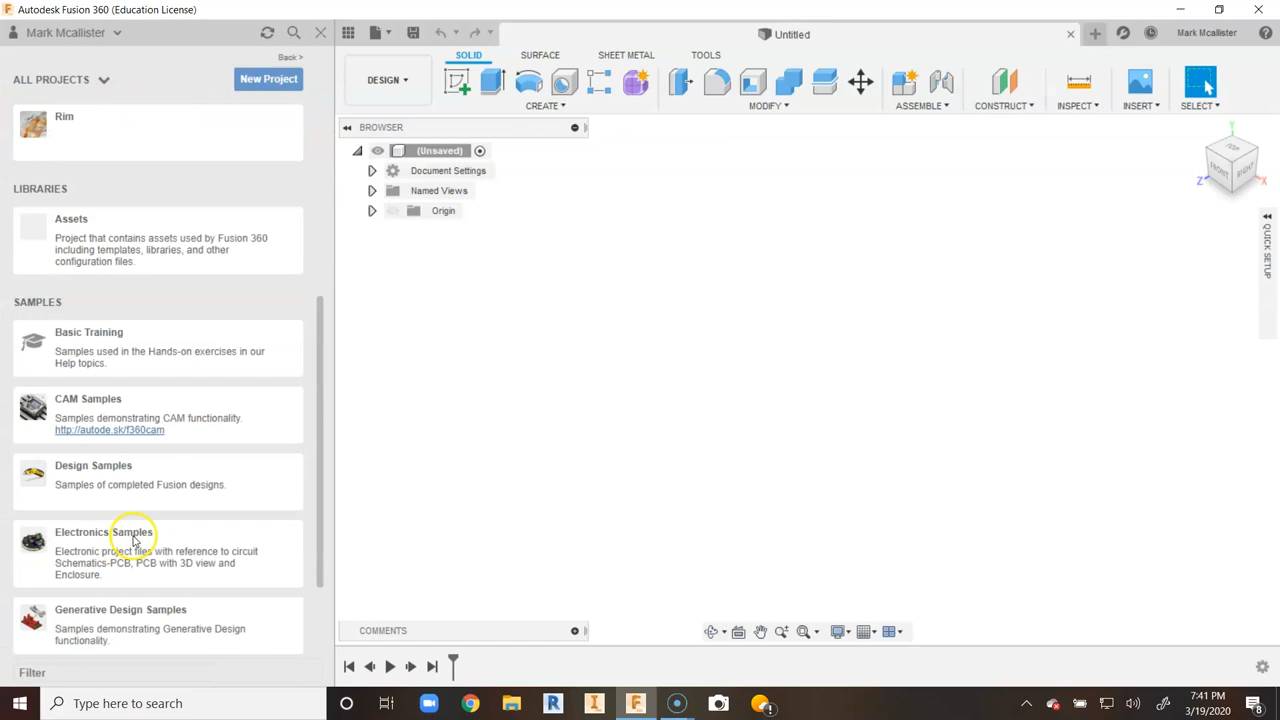 Autodesk Fusion 360 (Education License)
Mark Mcallister
Untitled
Mark Mcallister
Back >
ALL PROJECTS
New Project
SOLID
SURFACE
SHEET METAL
TOOLS
DESIGN
CREATE
MODIFY
ASSEMBLE
CONSTRUCT
INSPECT
INSERT
SELECT
Rim
LIBRARIES
Assets
Project that contains assets used by Fusion 360
including templates, libraries, and other
configuration files.
SAMPLES
Basic Training
Samples used in the Hands-on exercises in our
Help topics.
CAM Samples
Samples demonstrating CAM functionality.
http://autode.sk/f360cam
Design Samples
Samples of completed Fusion designs.
Electronics Samples
Electronic project files with reference to circuit
Schematics-PCB, PCB with 3D view and
Enclosure.
Generative Design Samples
Samples demonstrating Generative Design
functionality.
Filter
BROWSER
(Unsaved)
Document Settings
Named Views
Origin
Y
TOP
FRONT
RIGHT
Z
X
QUICK SETUP
COMMENTS
Type here to search
7:41 PM
3/19/2020
8